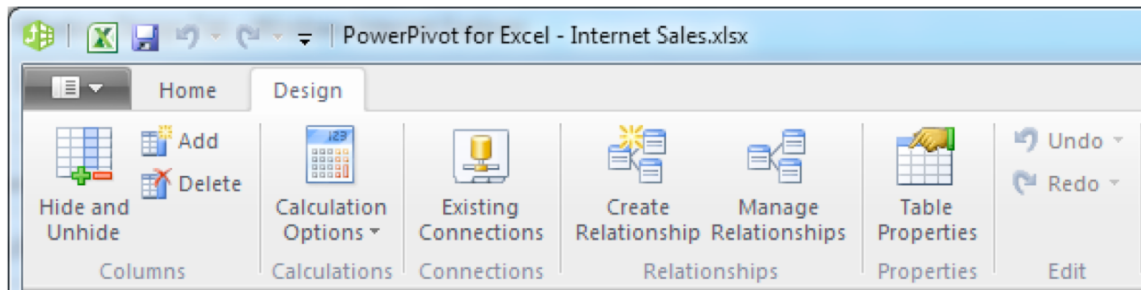 PowerPivot for Excel - Internet Sales.xlsx
Home Design
Hide and
Unhide
Add
Delete
Columns
Calculation
Options
Calculations
Existing
Connections
Connections
Create
Relationship
Manage
Relationships
Relationships
Table
Properties
Properties
Undo
Redo
Edit